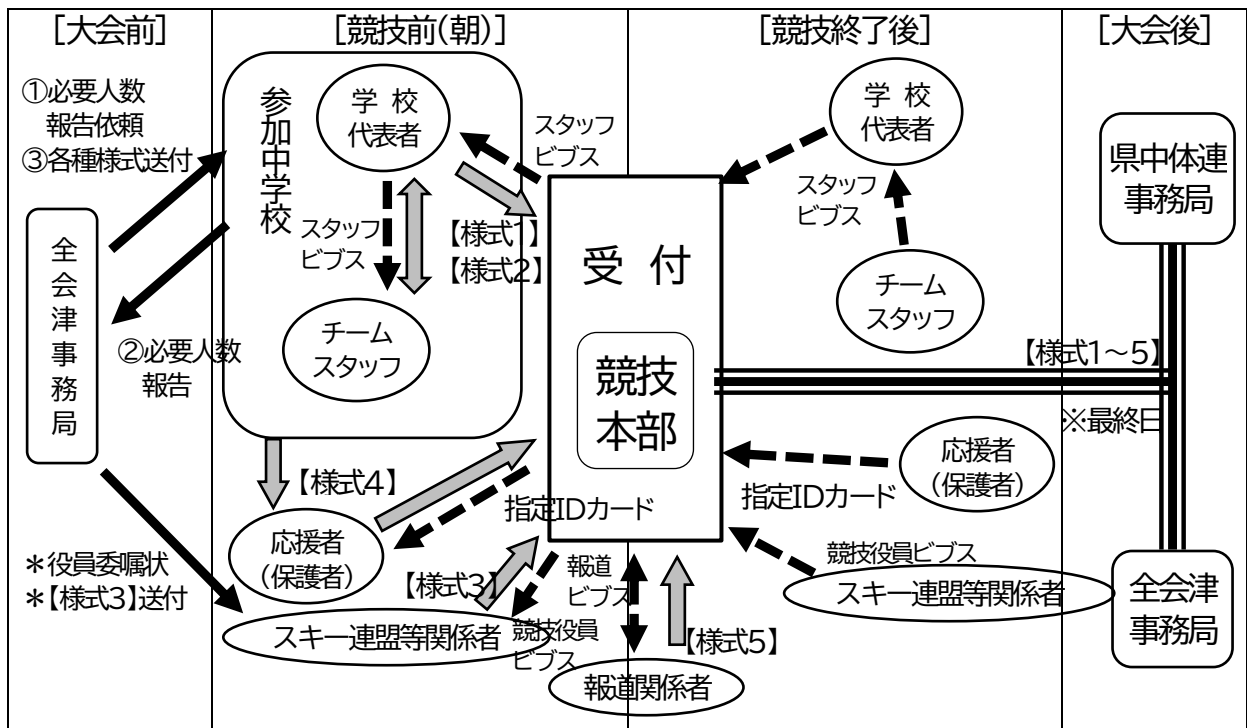 [大会前]
[競技前(朝)]
[競技終了後]
[大会後]
①必要人数
報告依頼
③各種様式送付
全会津事務局
②必要人数
報告
*役員委嘱状
*【様式3】送付
参加中学校
学 校
代表者
スタッフ
ビブス
スタッフ
ビブス
【様式1】
【様式2】
チーム
スタッフ
【様式4】
応援者
(保護者)
指定IDカード
【様式3】
スキー連盟等関係者
競技役員
ビブス
受 付
競技
本部
報道
ビブス
【様式5】
報道関係者
学 校
代表者
スタッフ
ビブス
チーム
スタッフ
【様式1～5】
※最終日
応援者
(保護者)
指定IDカード
競技役員ビブス
スキー連盟等関係者
県中体連
事務局
全会津
事務局